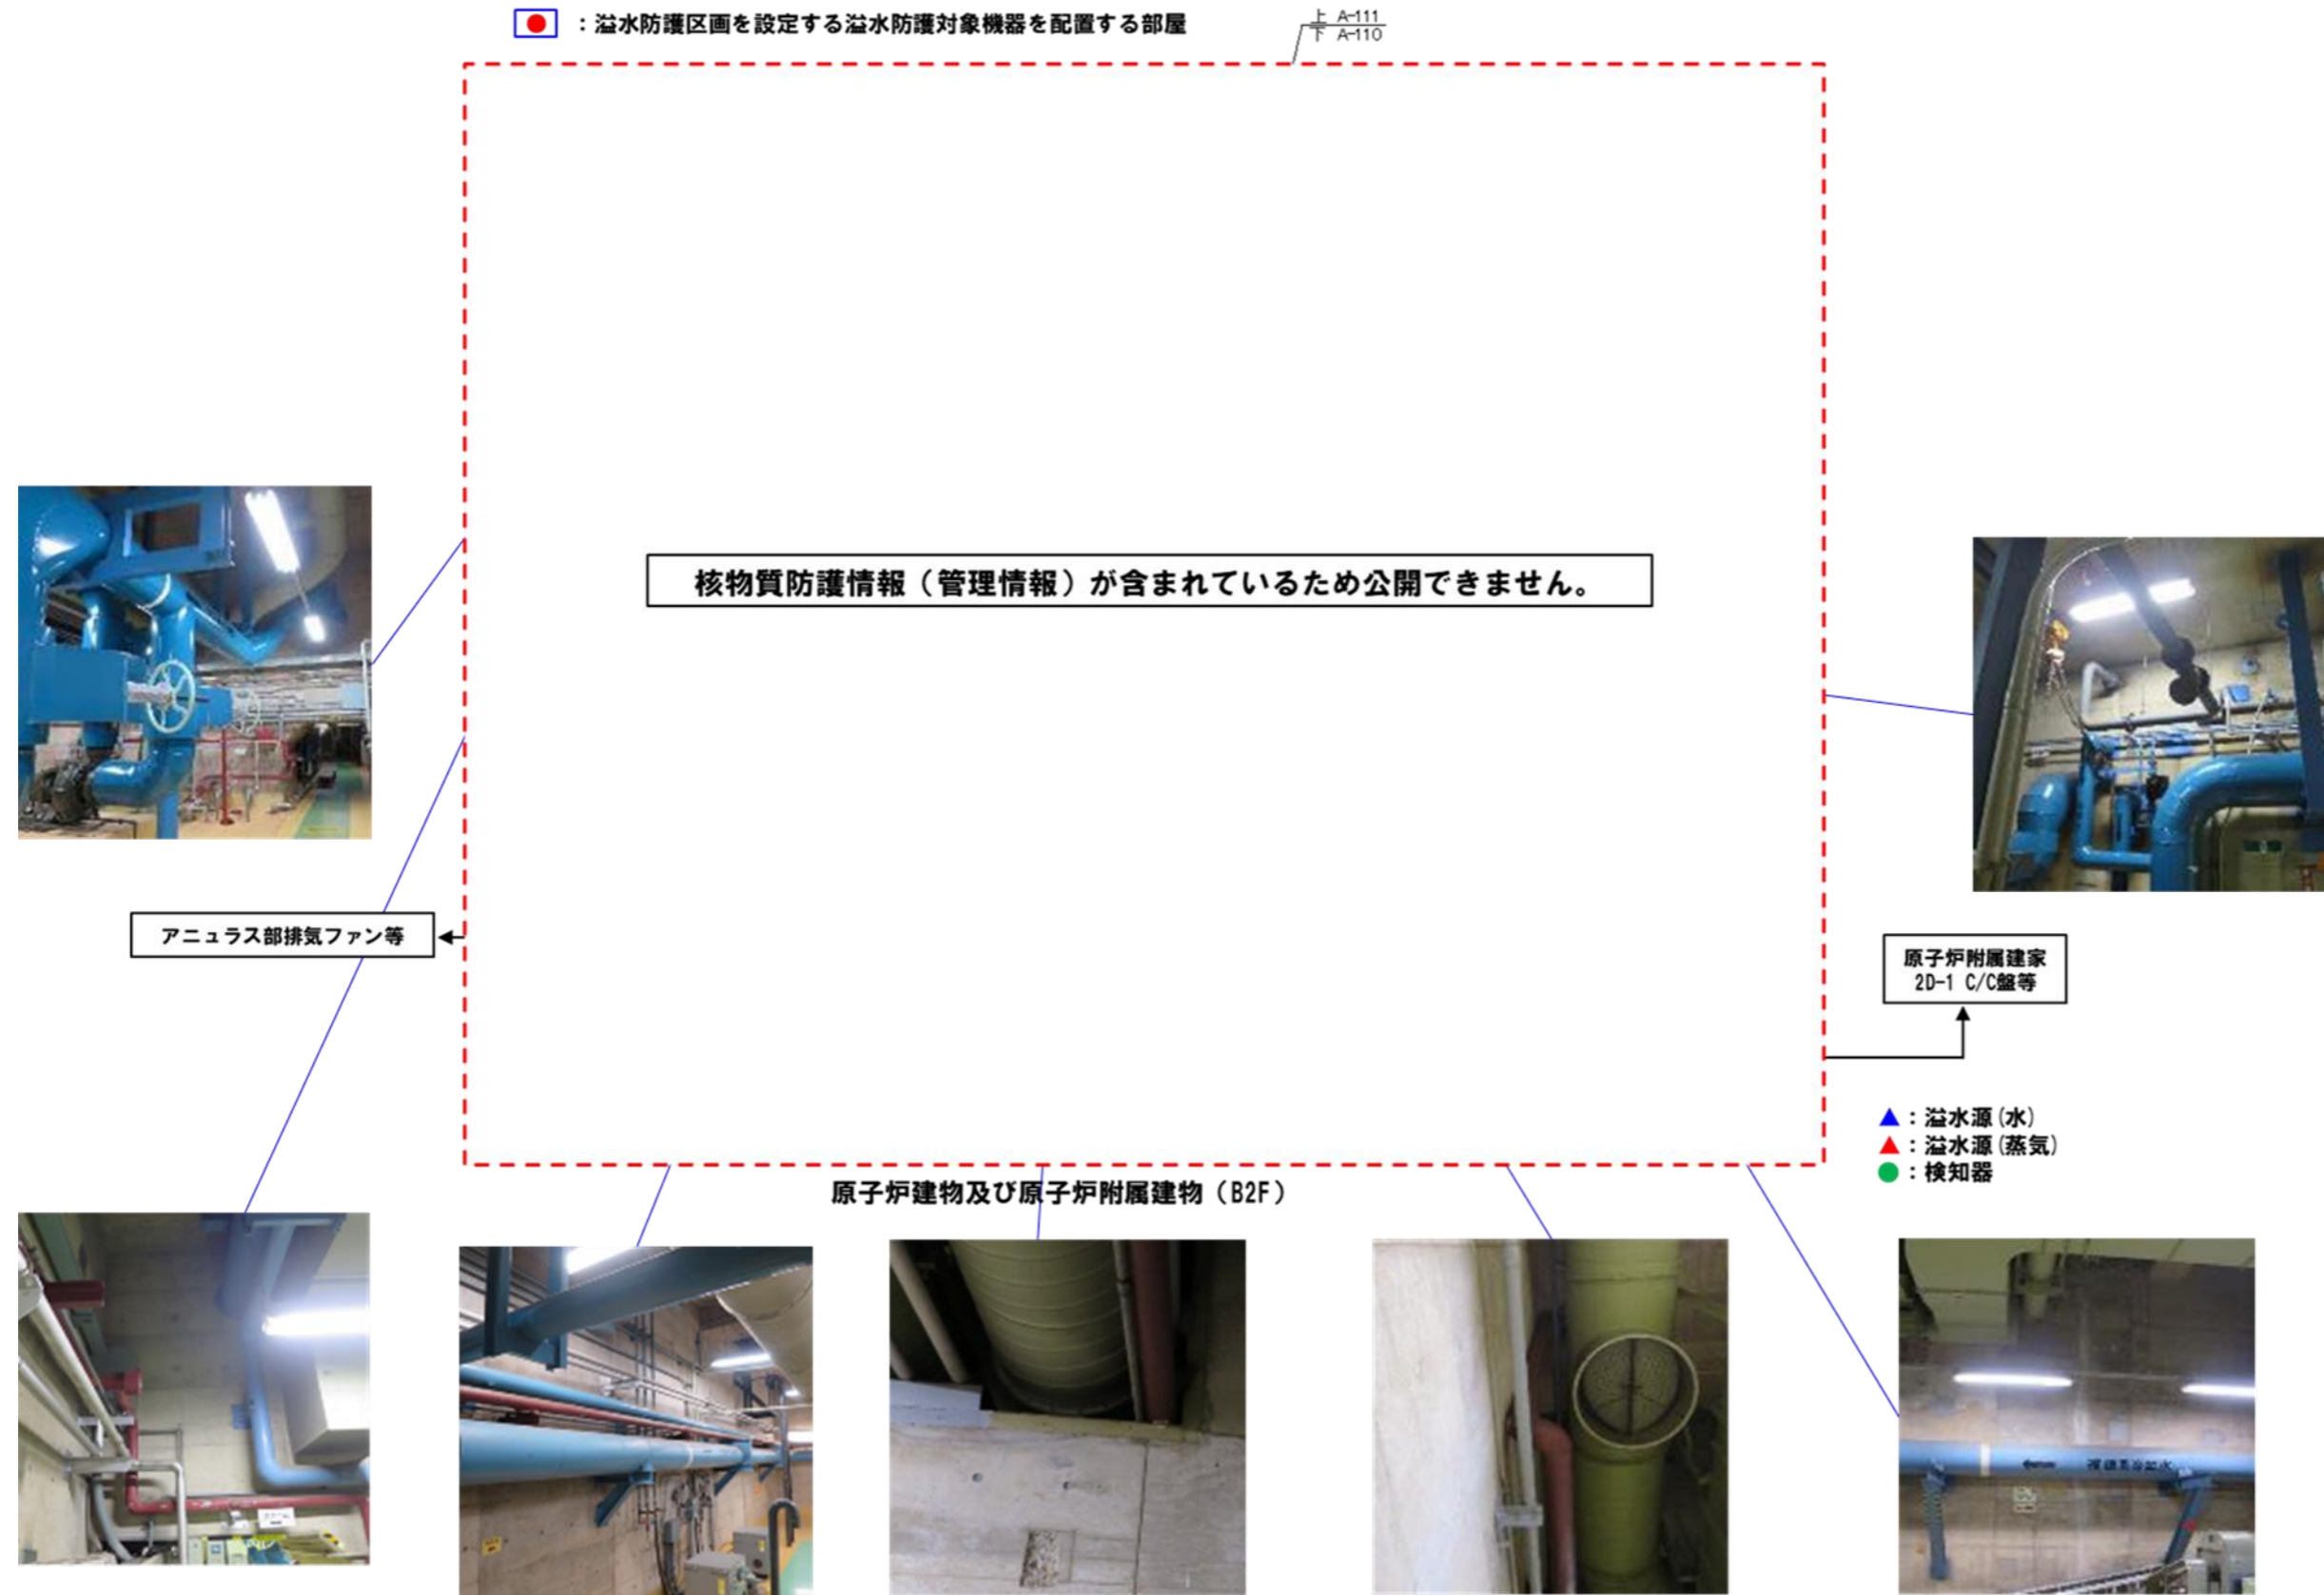 ：溢水防護区画を設定する溢水防護対象機器を配置する部屋
上 A-111
下 A-110
核物質防護情報（管理情報）が含まれているため公開できません。
アニュラス部排気ファン等
原子炉附属建家
2D-1 C/C盤等
：溢水源(水)
：溢水源(蒸気)
：検知器
原子炉建物及び原子炉附属建物（B2F）